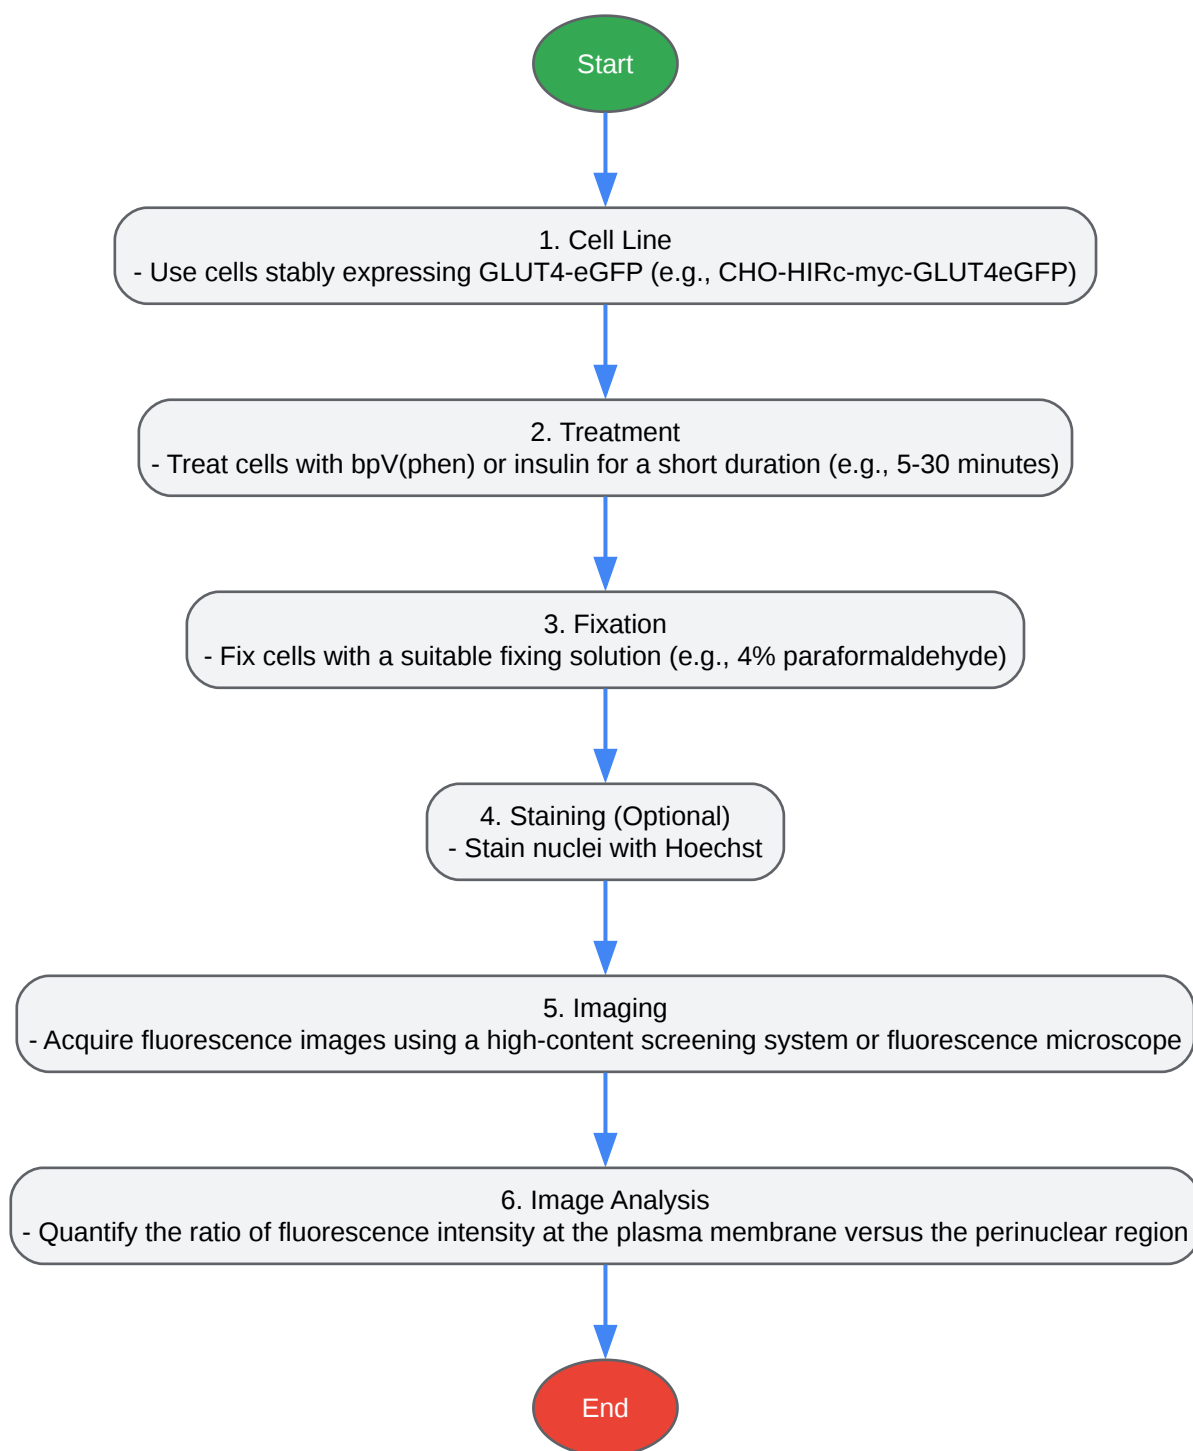 Start
1. Cell Line
- Use cells stably expressing GLUT4-eGFP (e.g., CHO-HIRc-myc-GLUT4eGFP)
2. Treatment
- Treat cells with bpV(phen) or insulin for a short duration (e.g., 5-30 minutes)
3. Fixation
- Fix cells with a suitable fixing solution (e.g., 4% paraformaldehyde)
4. Staining (Optional)
- Stain nuclei with Hoechst
5. Imaging
- Acquire fluorescence images using a high-content screening system or fluorescence microscope
6. Image Analysis
- Quantify the ratio of fluorescence intensity at the plasma membrane versus the perinuclear region
End